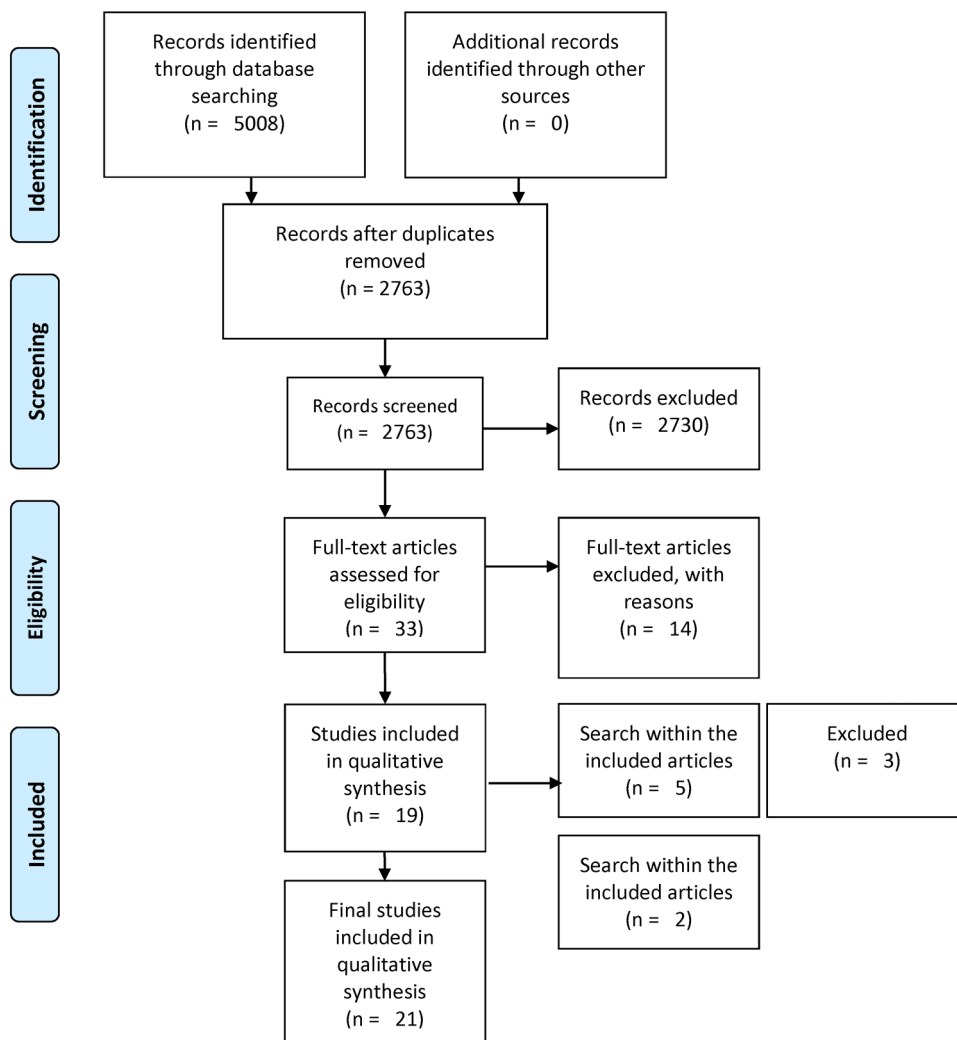 Identification
Records identified
through database
searching
(n = 5008)
Additional records
identified through other
sources
(n = 0)
Records after duplicates
removed
(n = 2763)
Screening
Records screened
(n = 2763)
Records excluded
(n = 2730)
Eligibility
Full-text articles
assessed for
eligibility
(n = 33)
Full-text articles
excluded, with
reasons
(n = 14)
Included
Studies included
in qualitative
synthesis
(n = 19)
Search within the
included articles
(n = 5)
Excluded
(n = 3)
Search within the
included articles
(n = 2)
Final studies
included in
qualitative
synthesis
(n = 21)